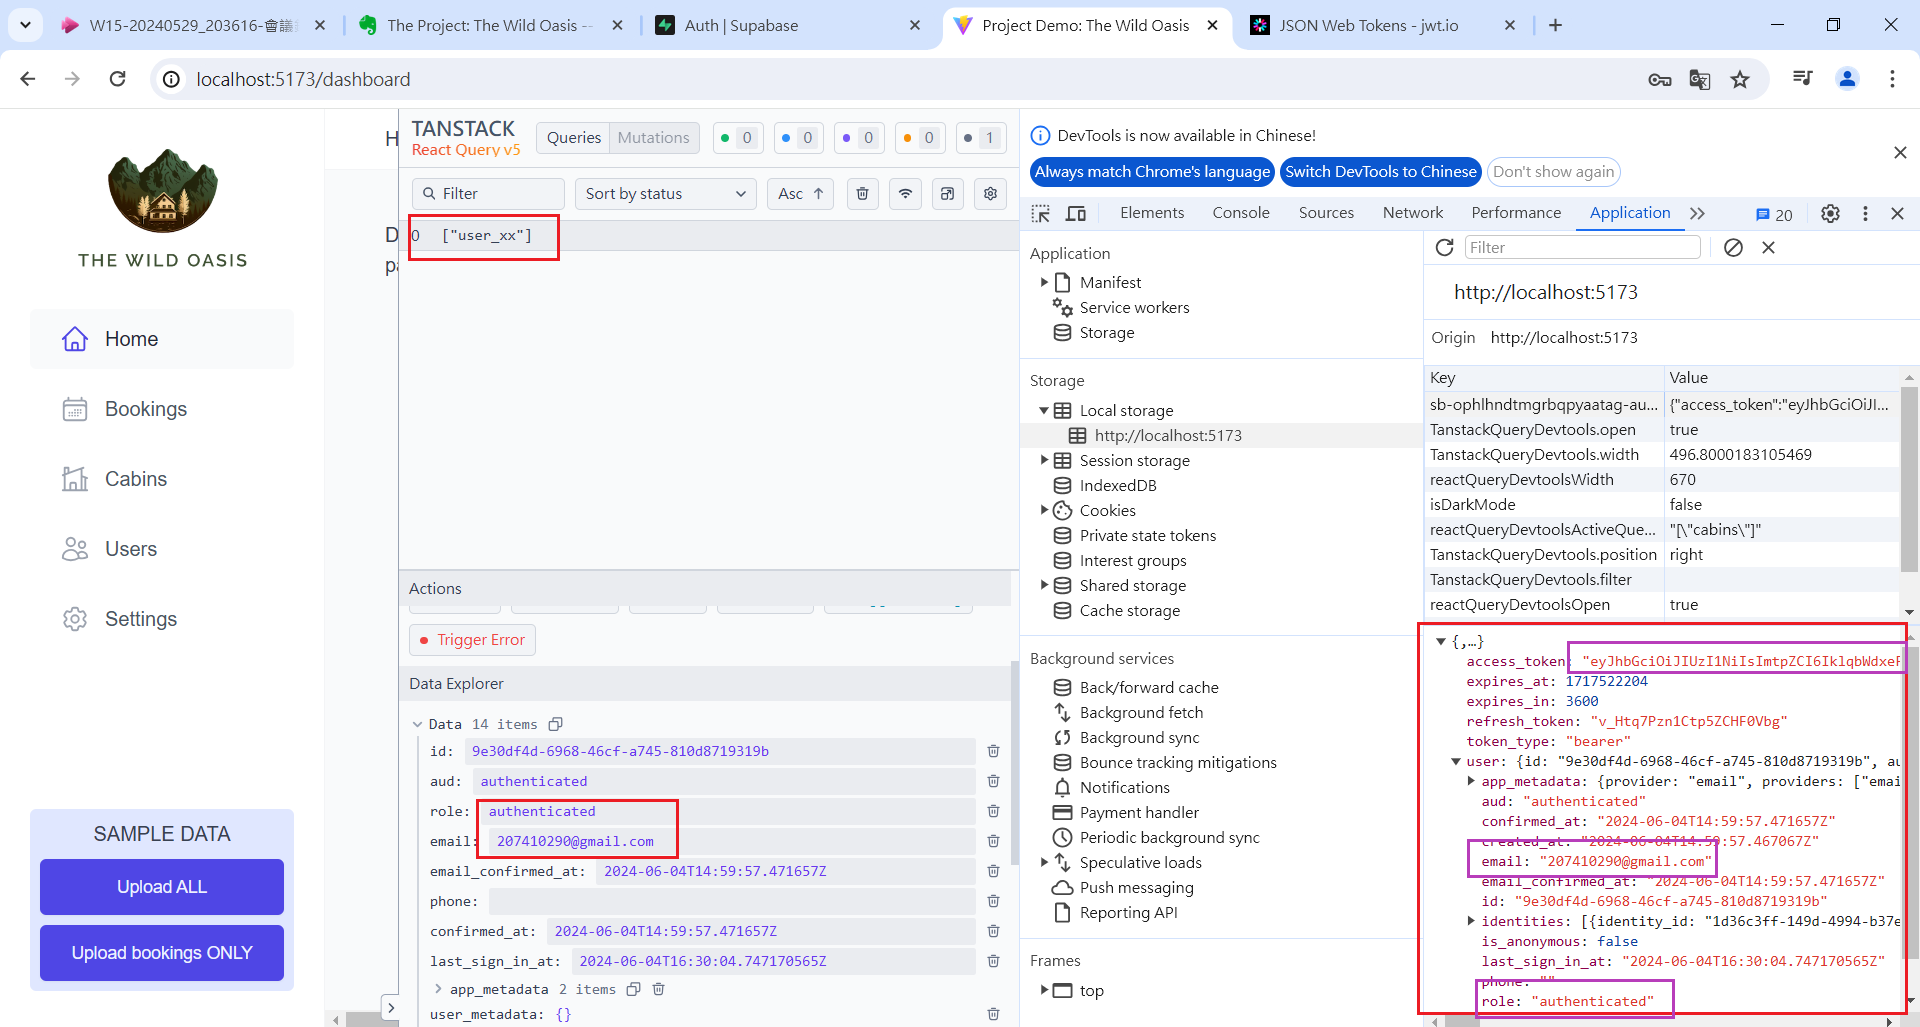 W15-20240529_203616-會議
The Project: The Wild Oasis --
Auth | Supabase
Project Demo: The Wild Oasis
JSON Web Tokens - jwt.io
localhost:5173/dashboard
THE WILD OASIS
Home
Bookings
Cabins
Users
Settings
SAMPLE DATA
Upload ALL
Upload bookings ONLY
H
D
pa
TANSTACK
React Query v5
Queries
Mutations
0
0
0
0
1
Filter
Sort by status
Asc
0 ["user_xx"]
Actions
Trigger Error
Data Explorer
Data 14 items
id: 9e30df4d-6968-46cf-a745-810d8719319b
aud: authenticated
role: authenticated
email: 207410290@gmail.com
email_confirmed_at: 2024-06-04T14:59:57.471657Z
phone:
confirmed_at: 2024-06-04T14:59:57.471657Z
last_sign_in_at: 2024-06-04T16:30:04.747170565Z
app_metadata 2 items
user_metadata: {}
DevTools is now available in Chinese!
Always match Chrome's language
Switch DevTools to Chinese
Don't show again
Elements
Console
Sources
Network
Performance
Application
20
Application
Manifest
Service workers
Storage
Storage
Local storage
http://localhost:5173
Session storage
IndexedDB
Cookies
Private state tokens
Interest groups
Shared storage
Cache storage
Background services
Back/forward cache
Background fetch
Background sync
Bounce tracking mitigations
Notifications
Payment handler
Periodic background sync
Speculative loads
Push messaging
Reporting API
Frames
top
Filter
http://localhost:5173
Origin http://localhost:5173
Key Value
sb-ophlhndtmgrbqpyaatag-au... {"access_token":"eyJhbGciOiJI...
TanstackQueryDevtools.open true
TanstackQueryDevtools.width 496.8000183105469
reactQueryDevtoolsWidth 670
isDarkMode false
reactQueryDevtoolsActiveQue... "[\"cabins\"]"
TanstackQueryDevtools.position right
TanstackQueryDevtools.filter
reactQueryDevtoolsOpen true
{,…}
access_token: "eyJhbGciOiJIUzI1NiIsImtpZCI6IklqbWdxeF
expires_at: 1717522204
expires_in: 3600
refresh_token: "v_Htq7Pzn1Ctp5ZCHF0Vbg"
token_type: "bearer"
user: {id: "9e30df4d-6968-46cf-a745-810d8719319b", au
app_metadata: {provider: "email", providers: ["emai
aud: "authenticated"
confirmed_at: "2024-06-04T14:59:57.471657Z"
created_at: "2024-06-04T14:59:57.467067Z"
email: "207410290@gmail.com"
email_confirmed_at: "2024-06-04T14:59:57.471657Z"
id: "9e30df4d-6968-46cf-a745-810d8719319b"
identities: [{identity_id: "1d36c3ff-149d-4994-b37e
is_anonymous: false
last_sign_in_at: "2024-06-04T16:30:04.747170565Z"
phone: ""
role: "authenticated"